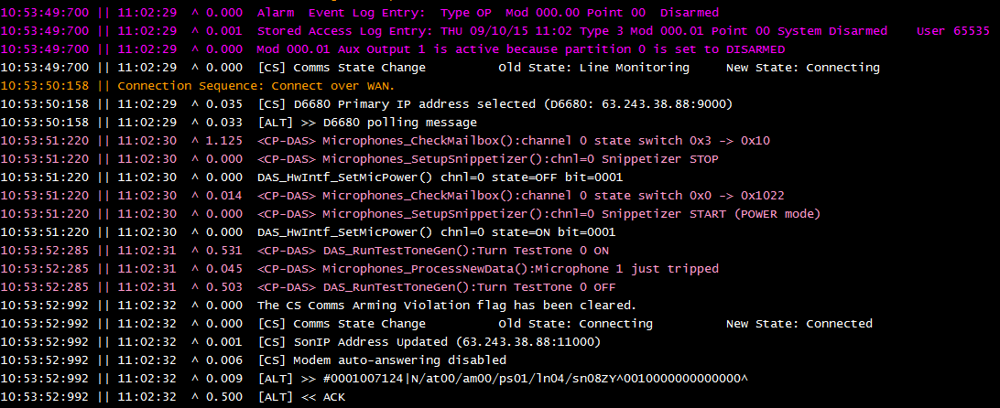 10:53:49:700 || 11:02:29 ^ 0.000 Alarm Event Log Entry: Type OP Mod 000.00 Point 00 Disarmed
10:53:49:700 || 11:02:29 ^ 0.001 Stored Access Log Entry: THU 09/10/15 11:02 Type 3 Mod 000.01 Point 00 System Disarmed User 65535
10:53:49:700 || 11:02:29 ^ 0.000 Mod 000.01 Aux Output 1 is active because partition 0 is set to DISARMED
10:53:49:700 || 11:02:29 ^ 0.000 [CS] Comms State Change Old State: Line Monitoring New State: Connecting
10:53:50:158 || Connection Sequence: Connect over WAN.
10:53:50:158 || 11:02:29 ^ 0.035 [CS] D6680 Primary IP address selected (D6680: 63.243.38.88:9000)
10:53:50:158 || 11:02:29 ^ 0.033 [ALT] >> D6680 polling message
10:53:51:220 || 11:02:30 ^ 1.125 <CP-DAS> Microphones_CheckMailbox():channel 0 state switch 0x3 -> 0x10
10:53:51:220 || 11:02:30 ^ 0.000 <CP-DAS> Microphones_SetupSnippetizer():chnl=0 Snippetizer STOP
10:53:51:220 || 11:02:30 ^ 0.000 DAS_HwIntf_SetMicPower() chnl=0 state=OFF bit=0001
10:53:51:220 || 11:02:30 ^ 0.014 <CP-DAS> Microphones_CheckMailbox():channel 0 state switch 0x0 -> 0x1022
10:53:51:220 || 11:02:30 ^ 0.000 <CP-DAS> Microphones_SetupSnippetizer():chnl=0 Snippetizer START (POWER mode)
10:53:51:220 || 11:02:30 ^ 0.000 DAS_HwIntf_SetMicPower() chnl=0 state=ON bit=0001
10:53:52:285 || 11:02:31 ^ 0.531 <CP-DAS> DAS_RunTestToneGen():Turn TestTone 0 ON
10:53:52:285 || 11:02:31 ^ 0.045 <CP-DAS> Microphones_ProcessNewData():Microphone 1 just tripped
10:53:52:285 || 11:02:31 ^ 0.503 <CP-DAS> DAS_RunTestToneGen():Turn TestTone 0 OFF
10:53:52:992 || 11:02:32 ^ 0.000 The CS Comms Arming Violation flag has been cleared.
10:53:52:992 || 11:02:32 ^ 0.000 [CS] Comms State Change Old State: Connecting New State: Connected
10:53:52:992 || 11:02:32 ^ 0.001 [CS] SonIP Address Updated (63.243.38.88:11000)
10:53:52:992 || 11:02:32 ^ 0.006 [CS] Modem auto-answering disabled
10:53:52:992 || 11:02:32 ^ 0.009 [ALT] >> #0001007124|N/at00/am00/ps01/ln04/sn08ZY^0010000000000000^
10:53:52:992 || 11:02:32 ^ 0.500 [ALT] << ACK